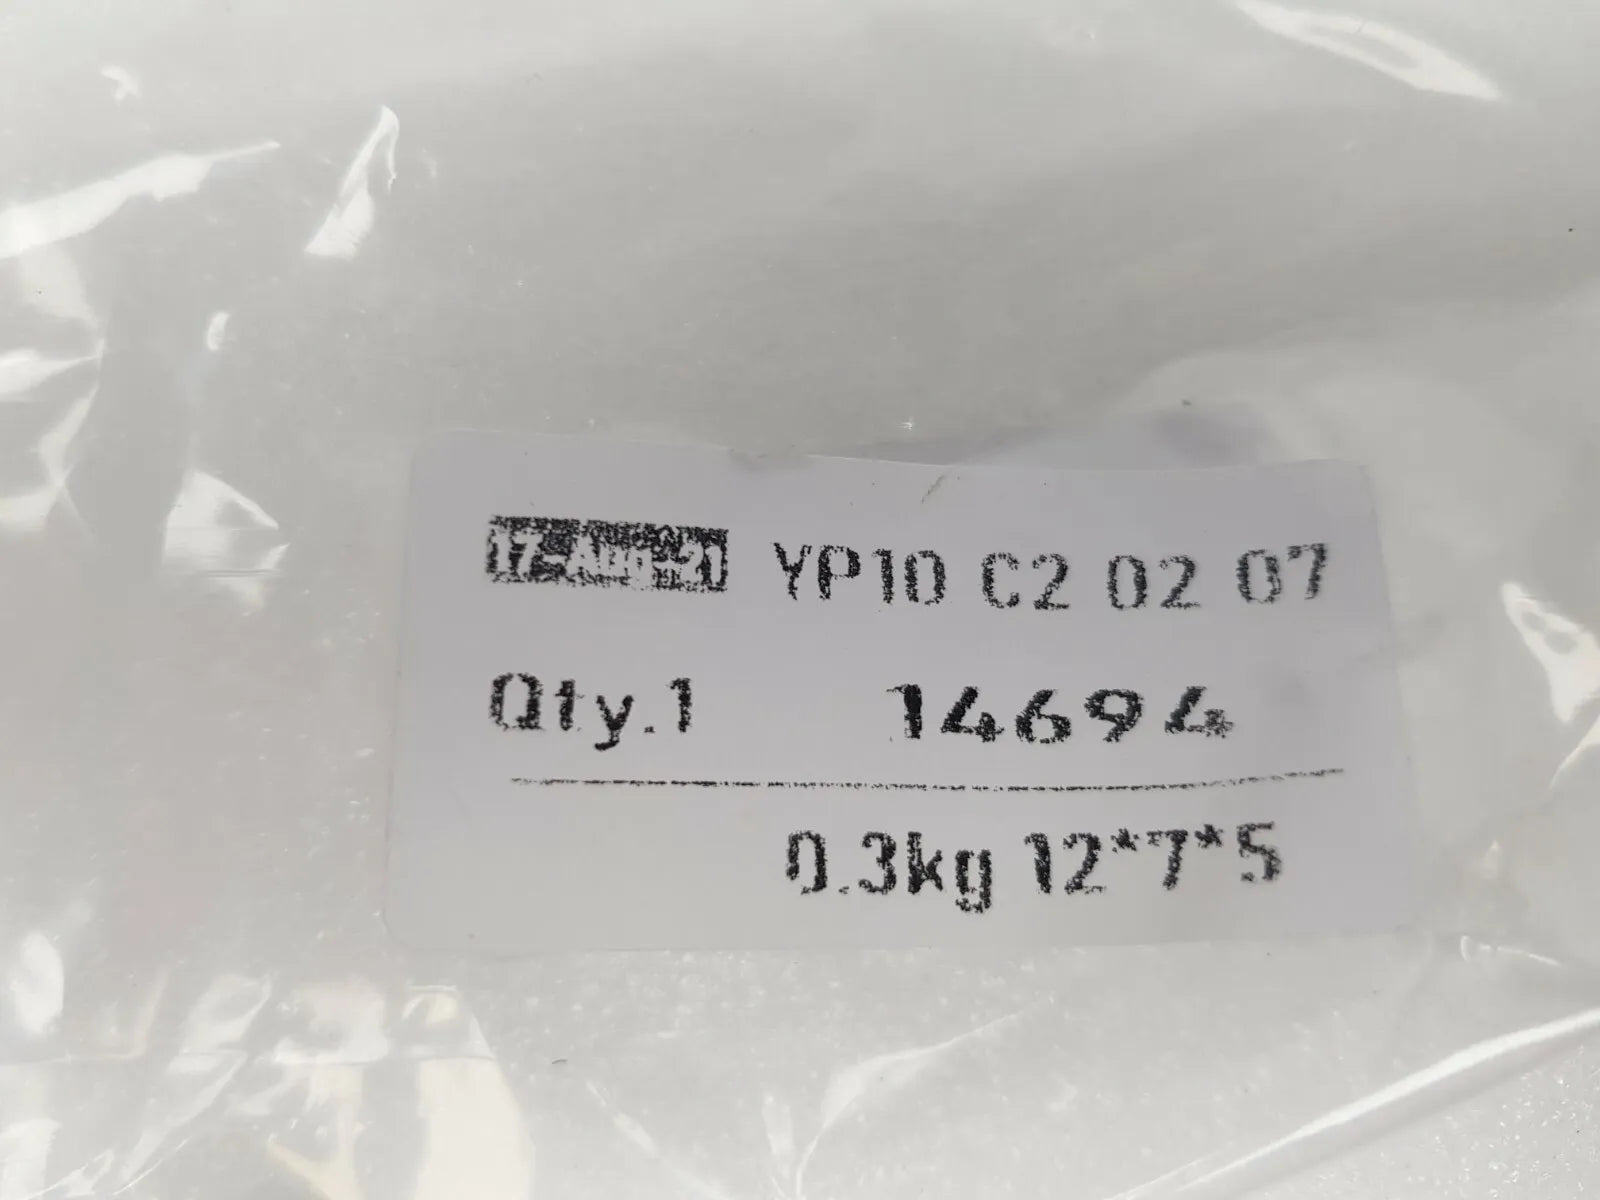 17-Aug-21 YP10 C2 02 07
Qty.1 14694
0.3kg 12*7*5